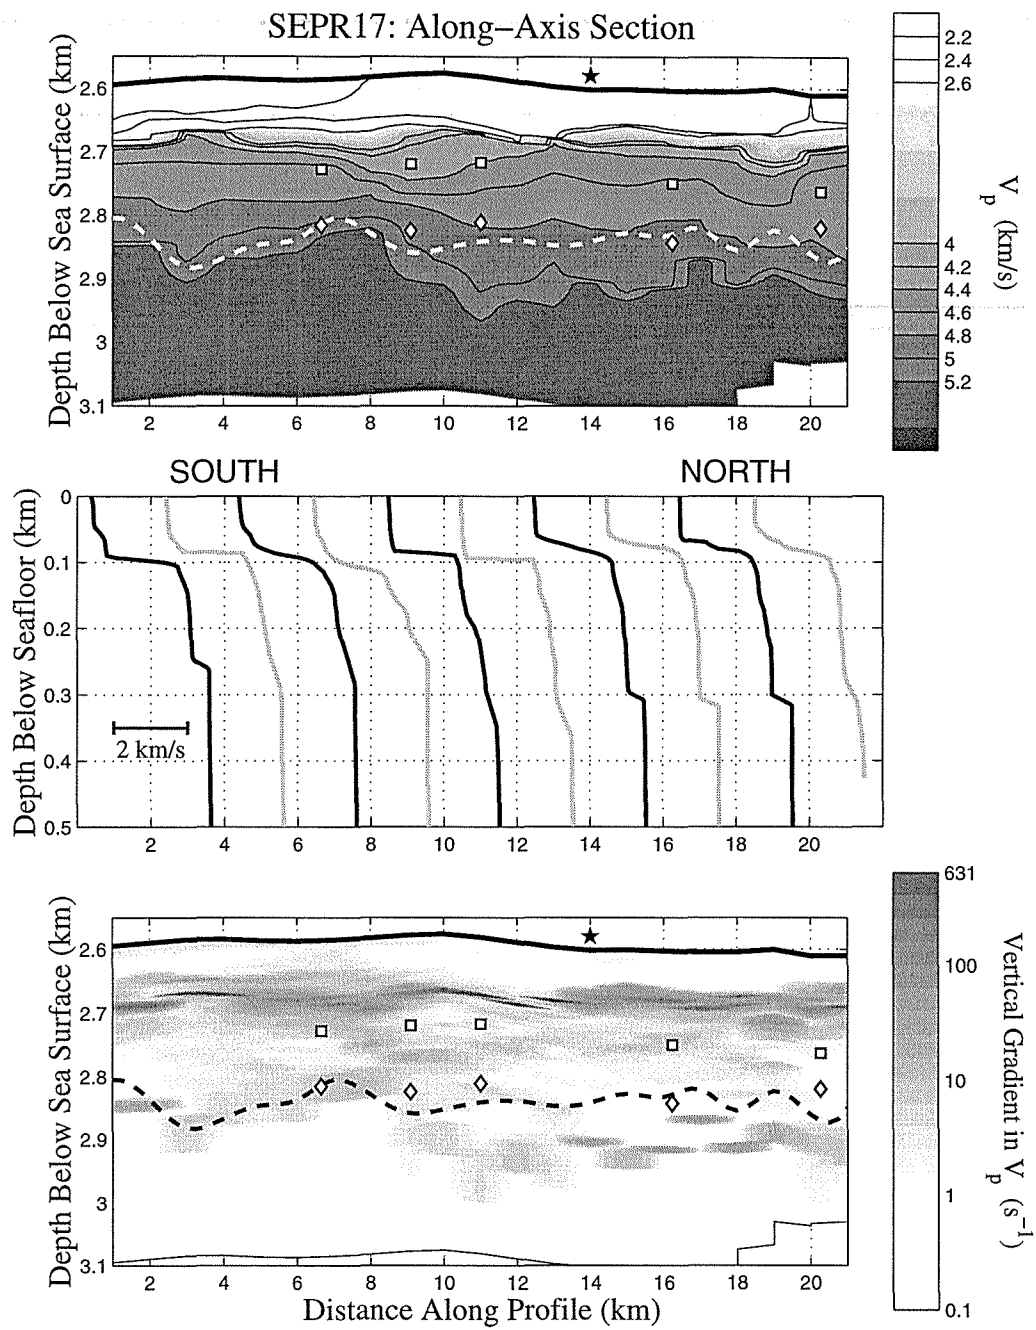 SEPR17: Along–Axis Section
Depth Below Sea Surface (km)
2.6
2.7
2.8
2.9
3
3.1
2 4 6 8 10 12 14 16 18 20
2.2
2.4
2.6
4
4.2
4.4
4.6
4.8
5
5.2
Vp (km/s)
SOUTH NORTH
Depth Below Seafloor (km)
0
0.1
0.2
0.3
0.4
0.5
2 km/s
2 4 6 8 10 12 14 16 18 20
Depth Below Sea Surface (km)
2.6
2.7
2.8
2.9
3
3.1
2 4 6 8 10 12 14 16 18 20
Distance Along Profile (km)
631
100
10
1
0.1
Vertical Gradient in Vp (s⁻¹)